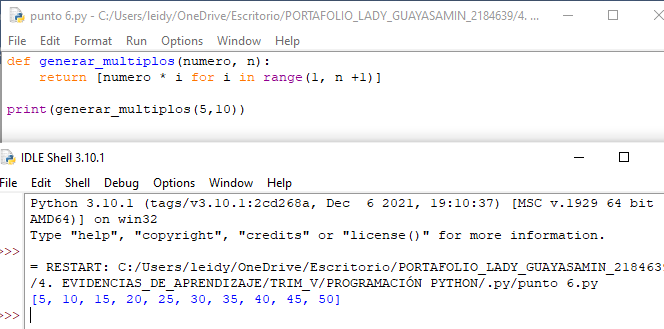 punto 6.py - C:/Users/leidy/OneDrive/Escritorio/PORTAFOLIO_LADY_GUAYASAMIN_2184639/4. ...
File Edit Format Run Options Window Help
def generar_multiplos(numero, n):
    return [numero * i for i in range(1, n +1)]
print(generar_multiplos(5,10))
IDLE Shell 3.10.1
File Edit Shell Debug Options Window Help
Python 3.10.1 (tags/v3.10.1:2cd268a, Dec  6 2021, 19:10:37) [MSC v.1929 64 bit
AMD64)] on win32
Type "help", "copyright", "credits" or "license()" for more information.
>>>
= RESTART: C:/Users/leidy/OneDrive/Escritorio/PORTAFOLIO_LADY_GUAYASAMIN_2184639
/4. EVIDENCIAS_DE_APRENDIZAJE/TRIM_V/PROGRAMACIÓN PYTHON/.py/punto 6.py
[5, 10, 15, 20, 25, 30, 35, 40, 45, 50]
>>>